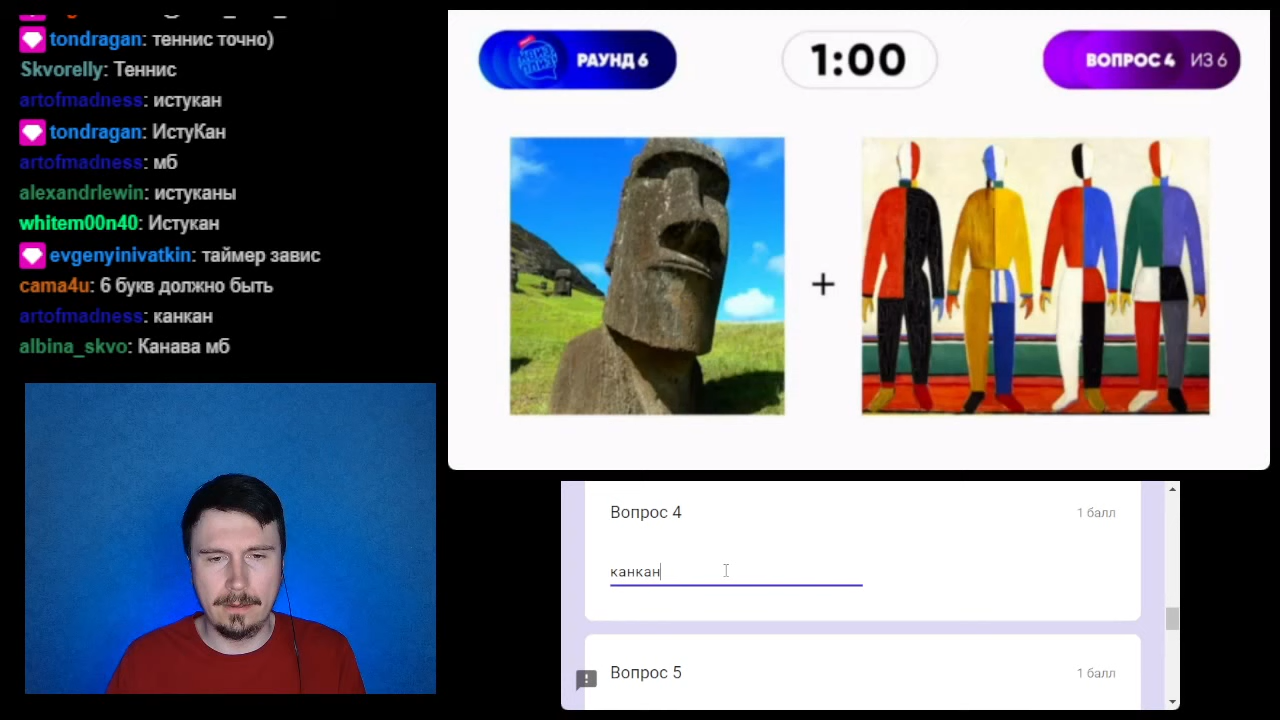 tondragan: теннис точно)
Skvorelly: Теннис
artofmadness: истукан
tondragan: ИстуКан
artofmadness: мб
alexandrlewin: истуканы
whitem00n40: Истукан
evgenyinivatkin: таймер завис
cama4u: 6 букв должно быть
artofmadness: канкан
albina_skvo: Канава мб
РАУНД 6
1:00
ВОПРОС 4 ИЗ 6
+
Вопрос 4
1 балл
канкан
Вопрос 5
1 балл